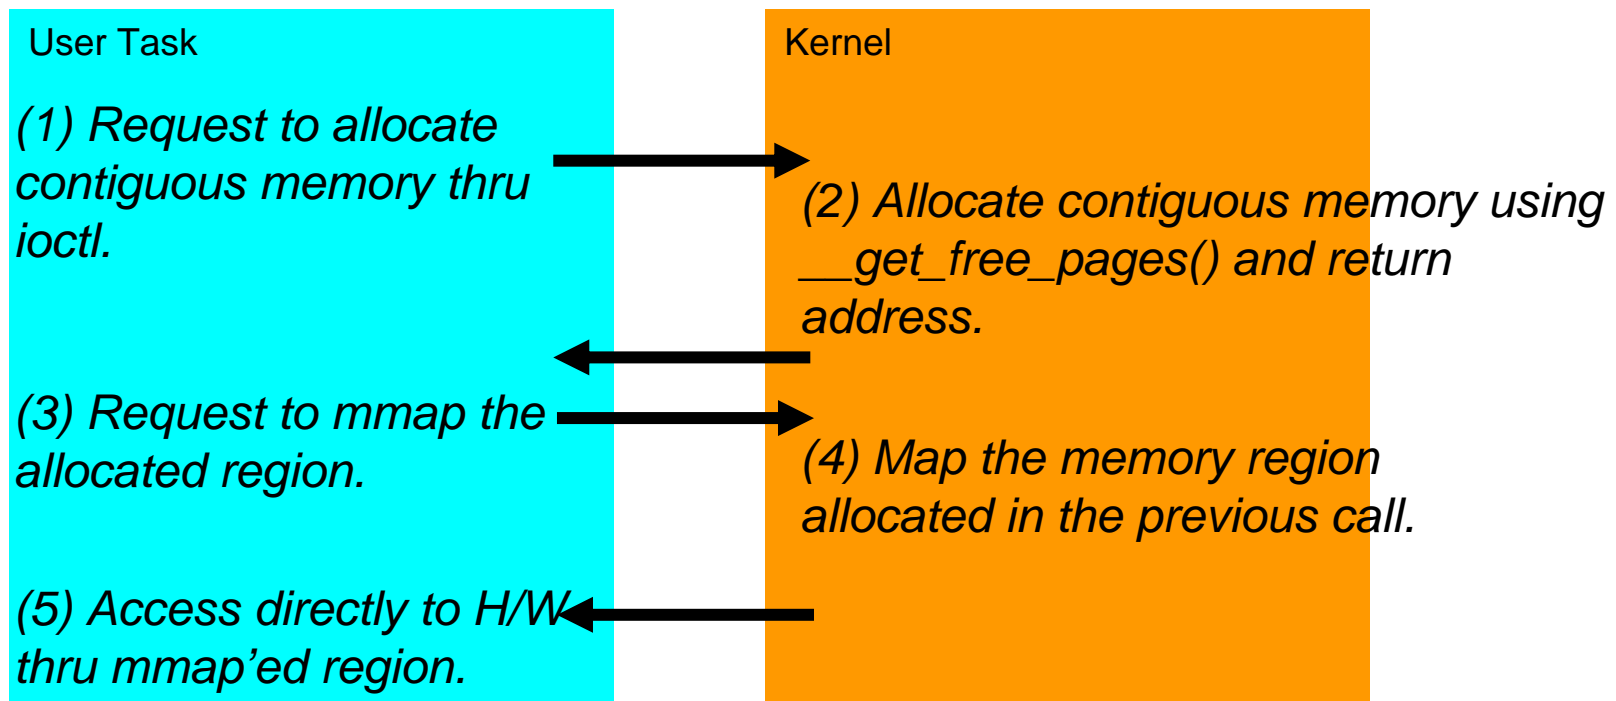 User Task
(1) Request to allocate
contiguous memory thru
ioctl.
(3) Request to mmap the
allocated region.
(5) Access directly to H/W
thru mmap’ed region.
Kernel
(2) Allocate contiguous memory using
__get_free_pages() and return
address.
(4) Map the memory region
allocated in the previous call.